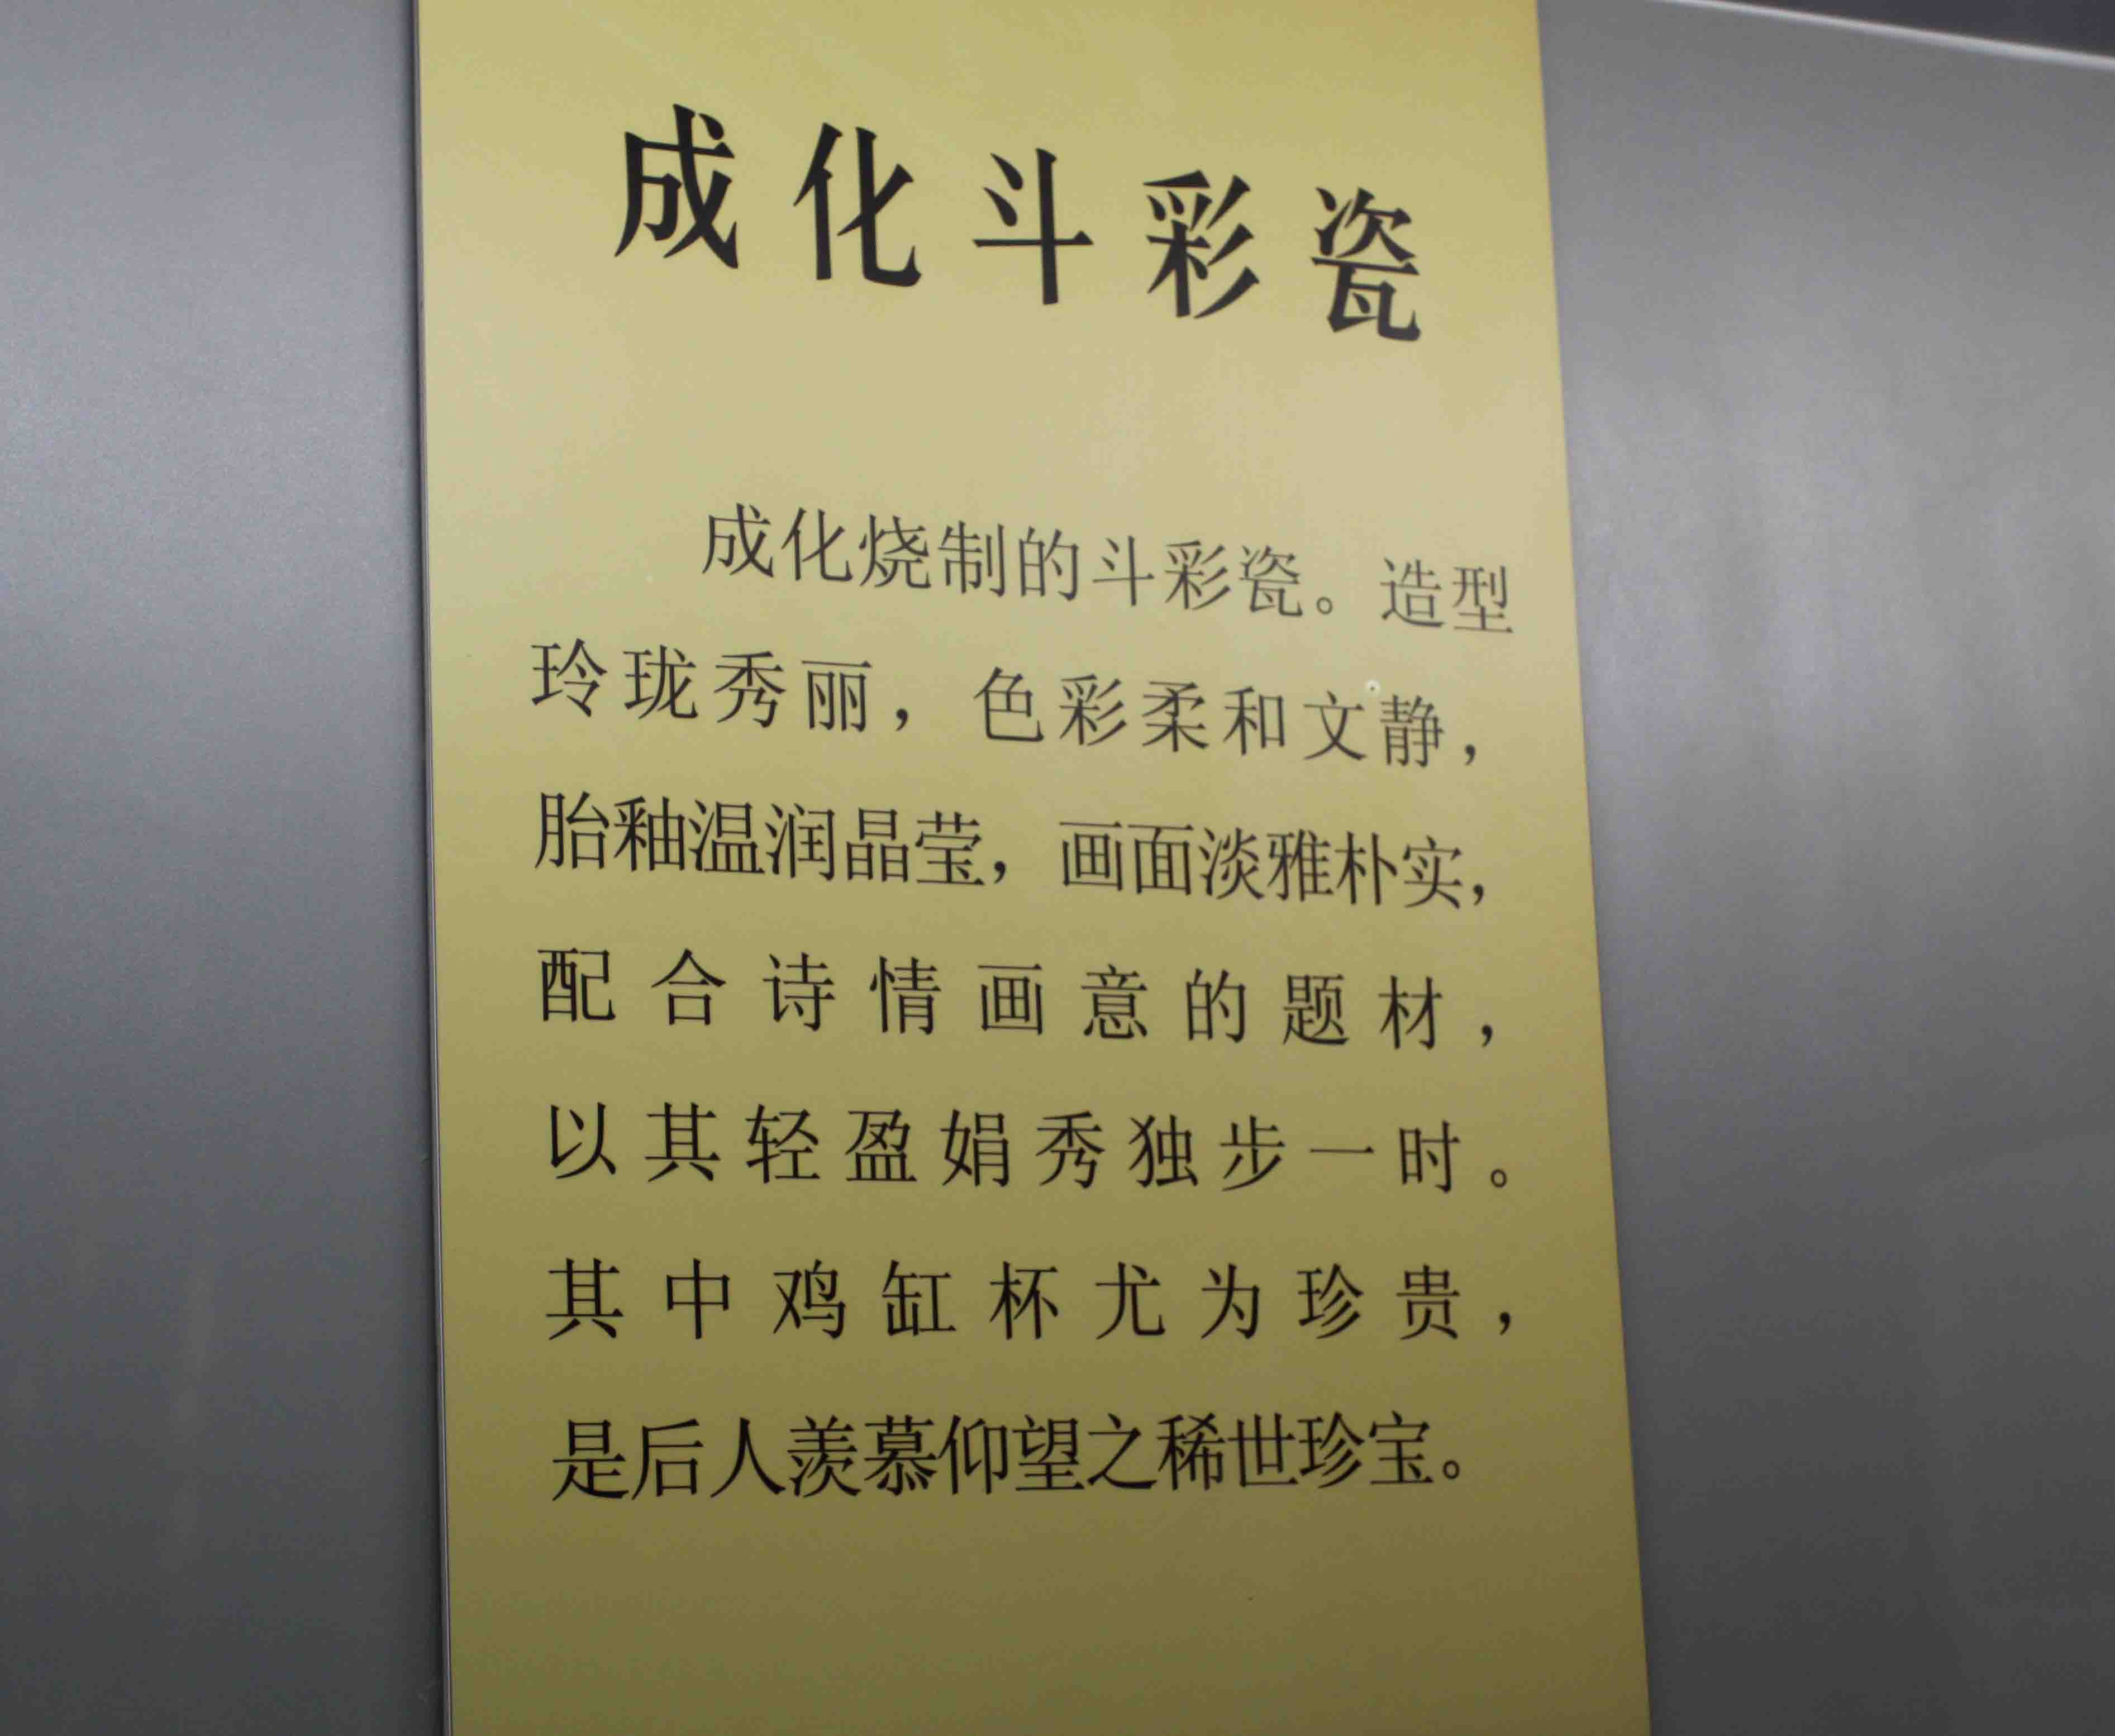 成化斗彩瓷
成化烧制的斗彩瓷。造型
玲珑秀丽，色彩柔和文静，
胎釉温润晶莹，画面淡雅朴实，
配合诗情画意的题材，
以其轻盈娟秀独步一时。
其中鸡缸杯尤为珍贵，
是后人羡慕仰望之稀世珍宝。